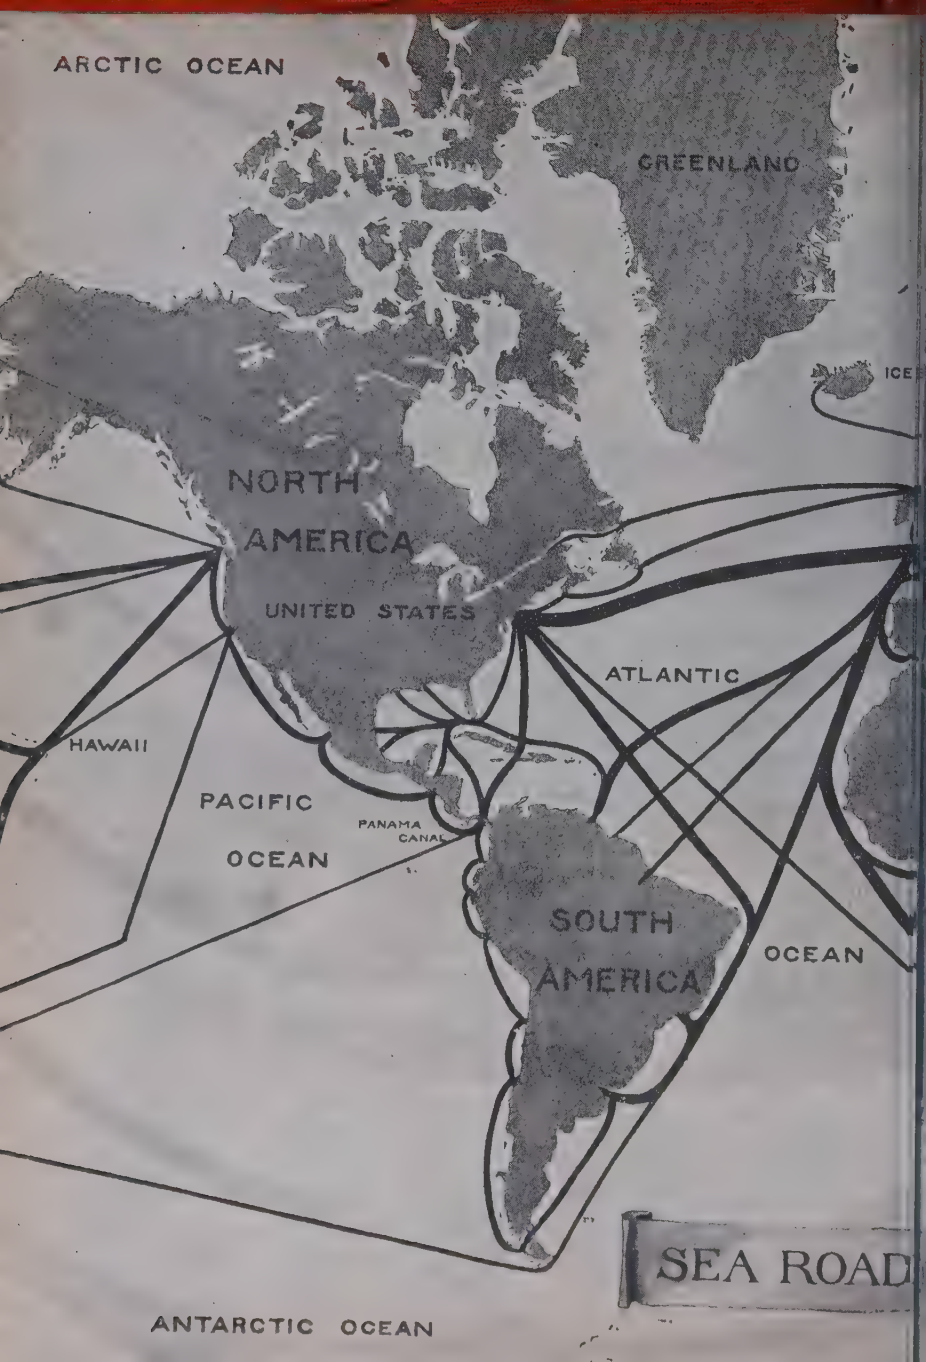 ARCTIC OCEAN
GREENLAND
ICE
NORTH
AMERICA
UNITED STATES
ATLANTIC
HAWAII
PACIFIC
OCEAN
PANAMA
CANAL
SOUTH
AMERICA
OCEAN
SEA ROAD
ANTARCTIC OCEAN